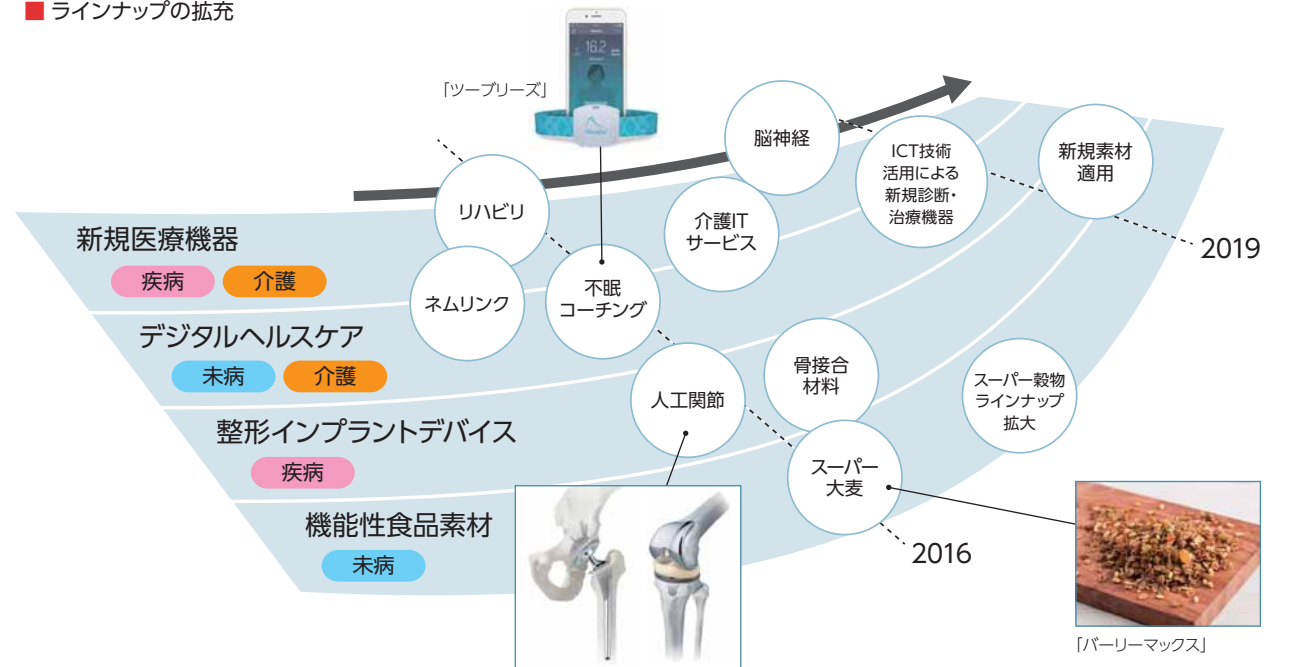 ■ ラインナップの拡充
「ツーブリーズ」
16.2
脳神経
ICT技術
活用による
新規診断・
治療機器
新規素材
適用
リハビリ
介護IT
サービス
2019
新規医療機器
疾病
介護
ネムリンク
不眠
コーチング
デジタルヘルスケア
未病
介護
人工関節
骨接合
材料
スーパー穀物
ラインナップ
拡大
整形インプラントデバイス
疾病
スーパー
大麦
機能性食品素材
未病
2016
「バーリーマックス」